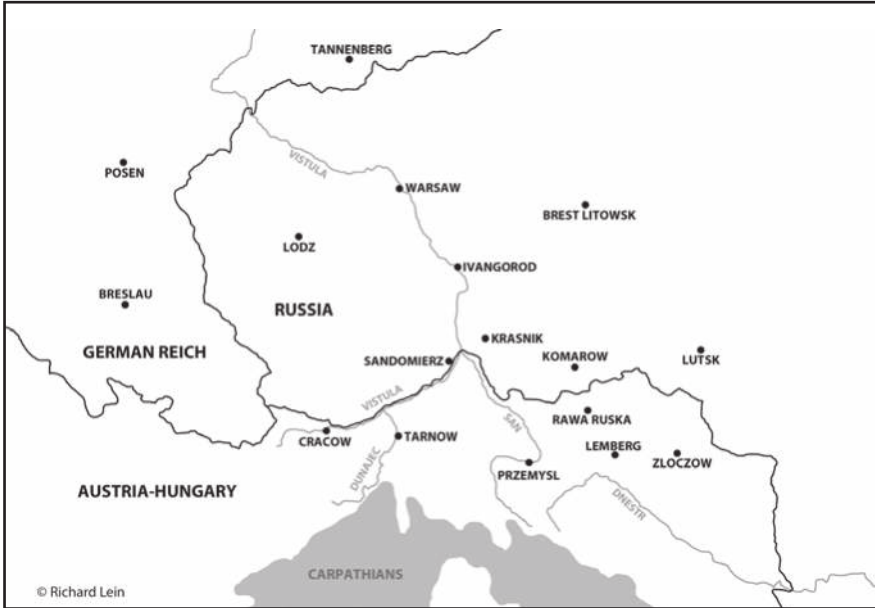 TANNENBERG
POSEN
VISTULA
WARSAW
BREST LITOWSK
LODZ
IVANGOROD
BRESLAU
RUSSIA
KRASNIK
GERMAN REICH
SANDOMIERZ
KOMAROW
LUTSK
VISTULA
RAWA RUSKA
SAN
CRACOW
TARNOW
LEMBERG
ZLOCZOW
DUNAJEC
PRZEMYSL
AUSTRIA-HUNGARY
DNESTR
CARPATHIANS
© Richard Lein